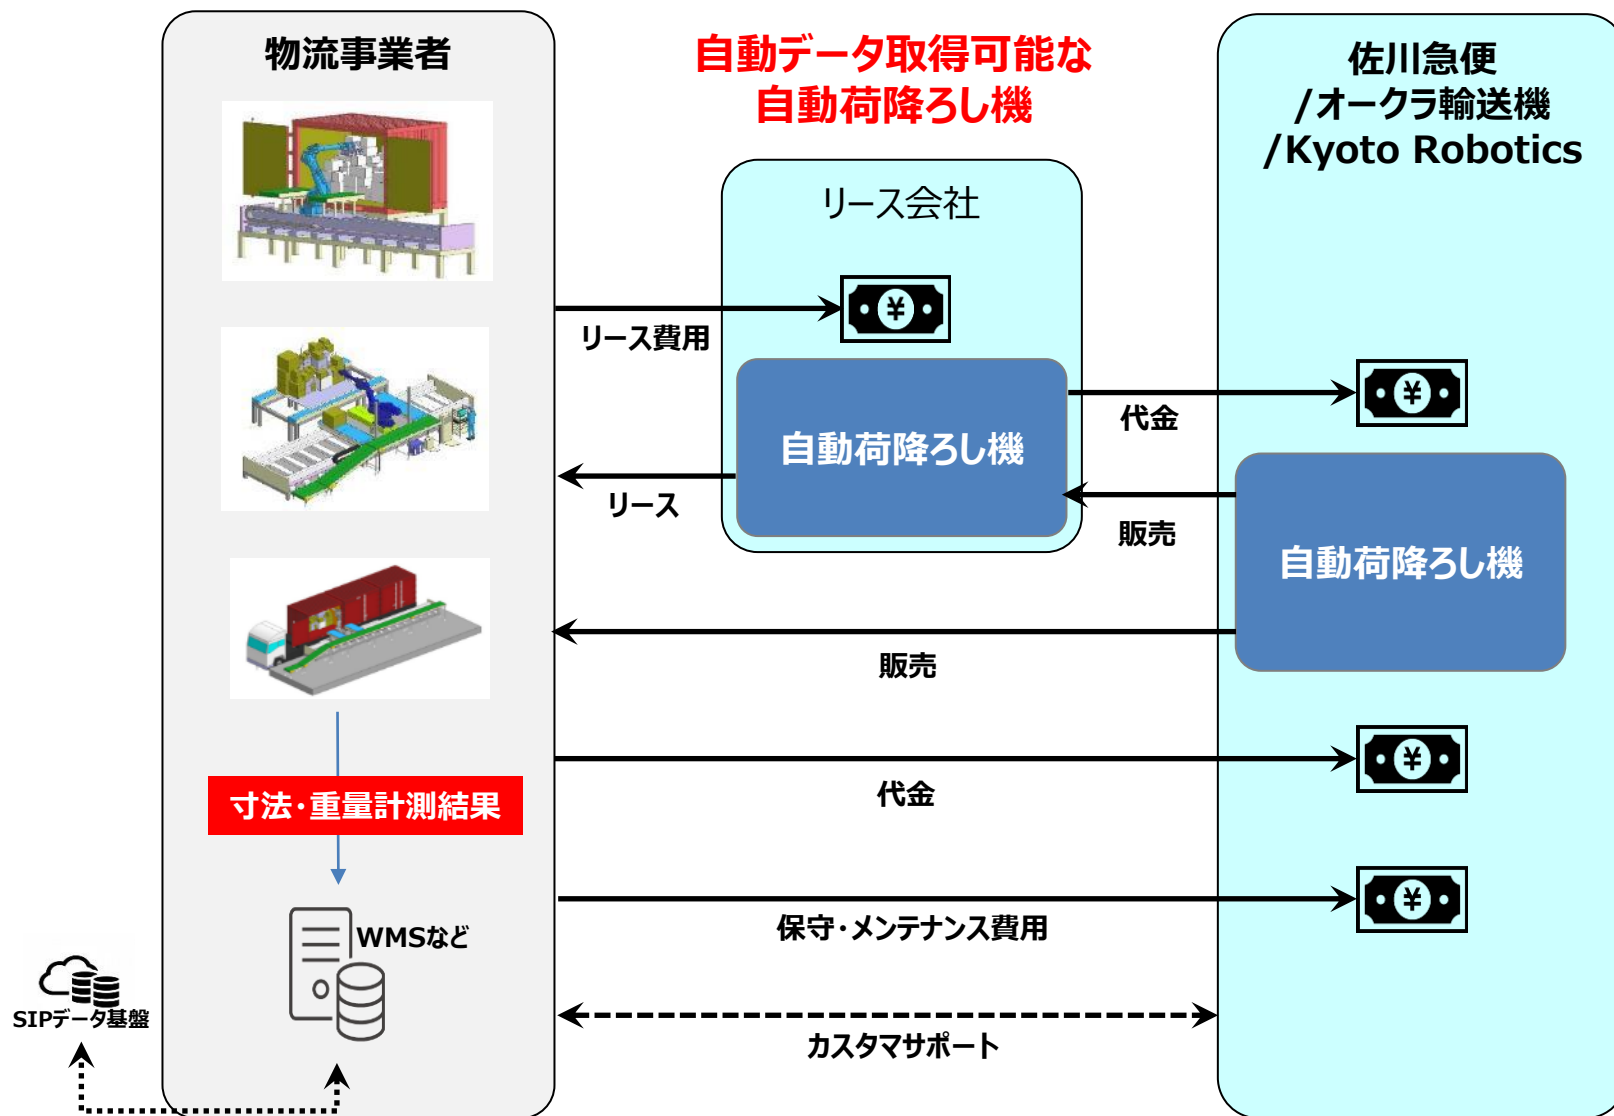 物流事業者
自動データ取得可能な
自動荷降ろし機
佐川急便
/オークラ輸送機
/Kyoto Robotics
リース会社
¥
リース費用
¥
代金
自動荷降ろし機
リース
販売
自動荷降ろし機
販売
¥
代金
寸法・重量計測結果
¥
保守・メンテナンス費用
WMSなど
SIPデータ基盤
カスタマサポート